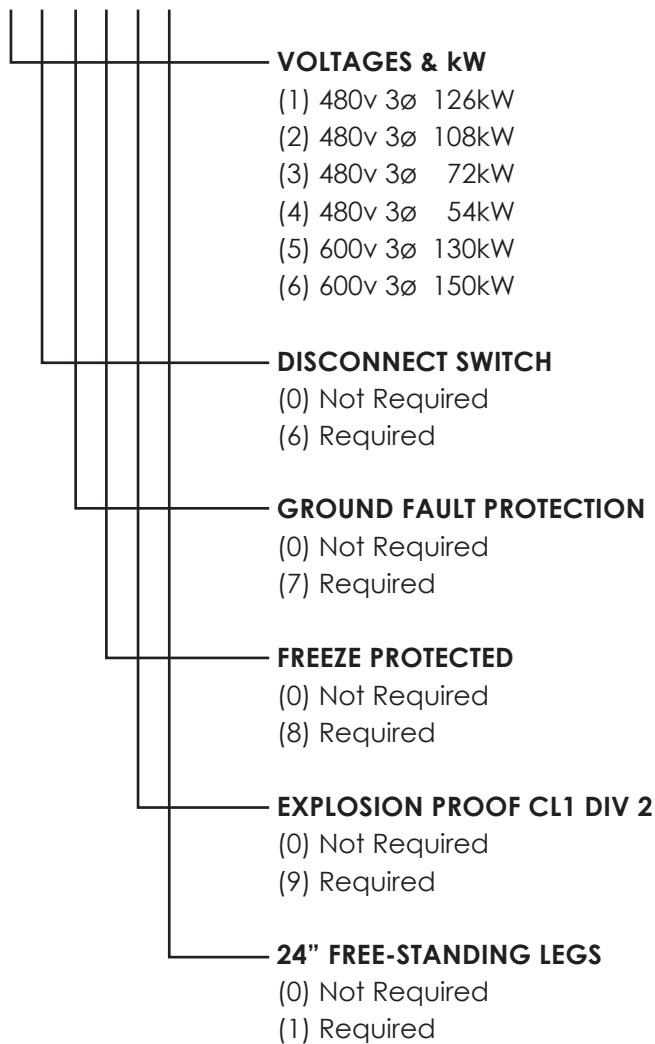 VOLTAGES & kW
(1) 480v 3ø 126kW
(2) 480v 3ø 108kW
(3) 480v 3ø 72kW
(4) 480v 3ø 54kW
(5) 600v 3ø 130kW
(6) 600v 3ø 150kW
DISCONNECT SWITCH
(0) Not Required
(6) Required
GROUND FAULT PROTECTION
(0) Not Required
(7) Required
FREEZE PROTECTED
(0) Not Required
(8) Required
EXPLOSION PROOF CL1 DIV 2
(0) Not Required
(9) Required
24” FREE-STANDING LEGS
(0) Not Required
(1) Required